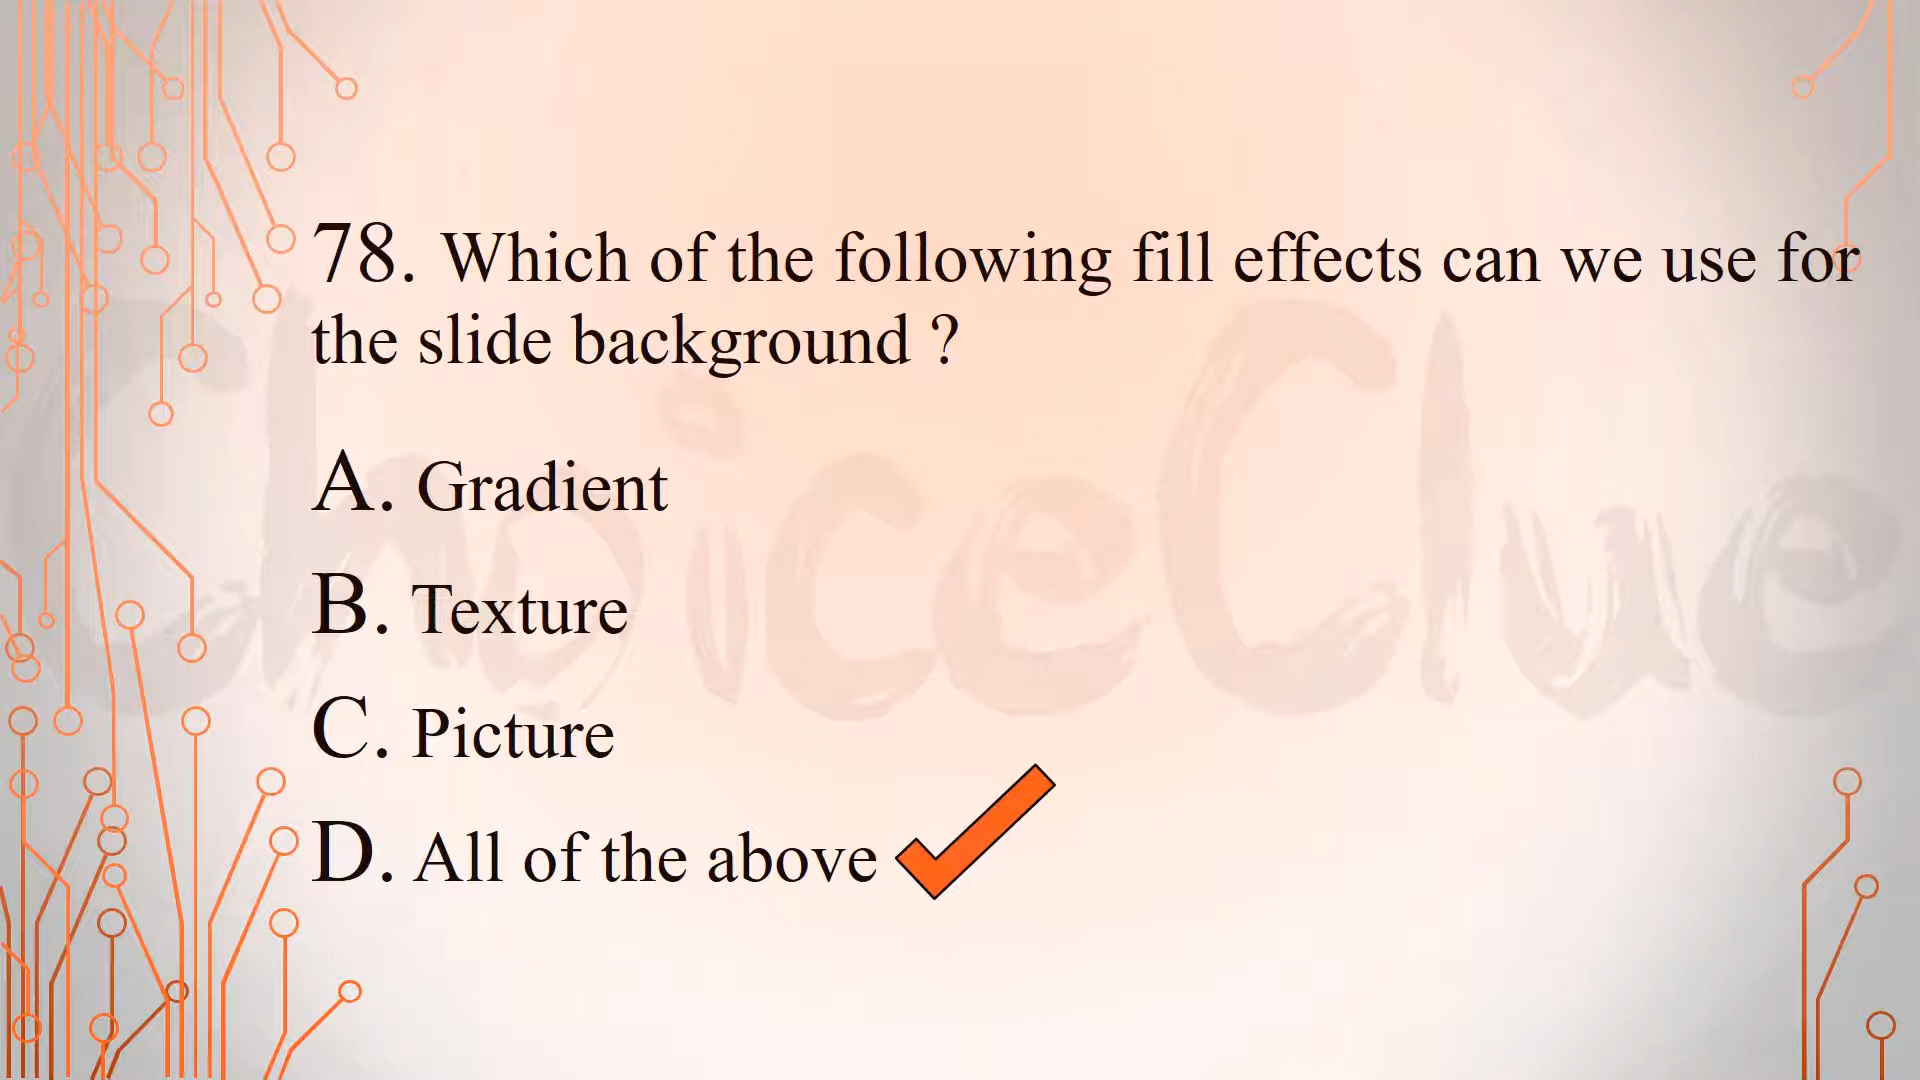 78. Which of the following fill effects can we use for
the slide background ?
A. Gradient
B. Texture
C. Picture
D. All of the above
ChoiceClue